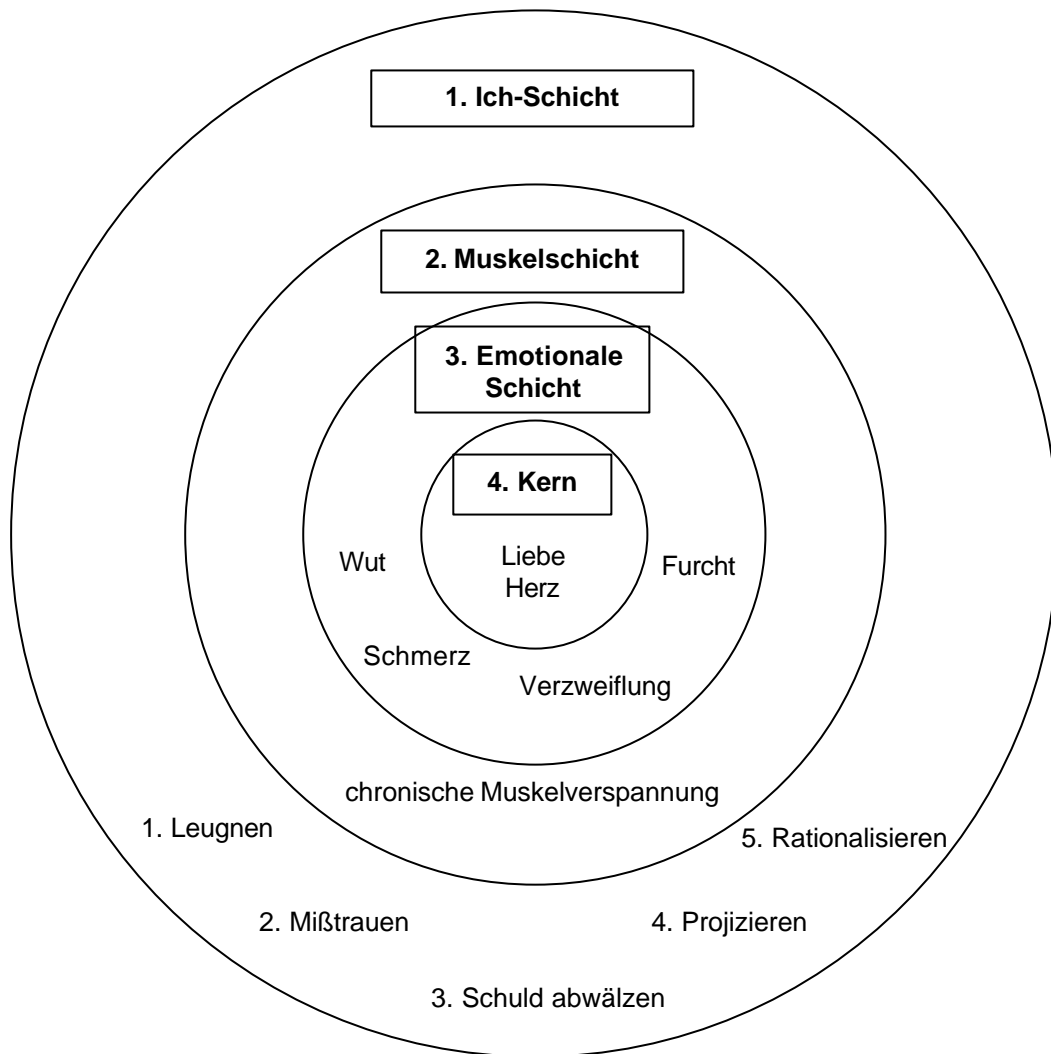 1. Ich-Schicht
2. Muskelschicht
3. Emotionale
Schicht
4. Kern
Liebe
Herz
Wut
Furcht
Schmerz
Verzweiflung
chronische Muskelverspannung
1. Leugnen
5. Rationalisieren
2. Mißtrauen
4. Projizieren
3. Schuld abwälzen